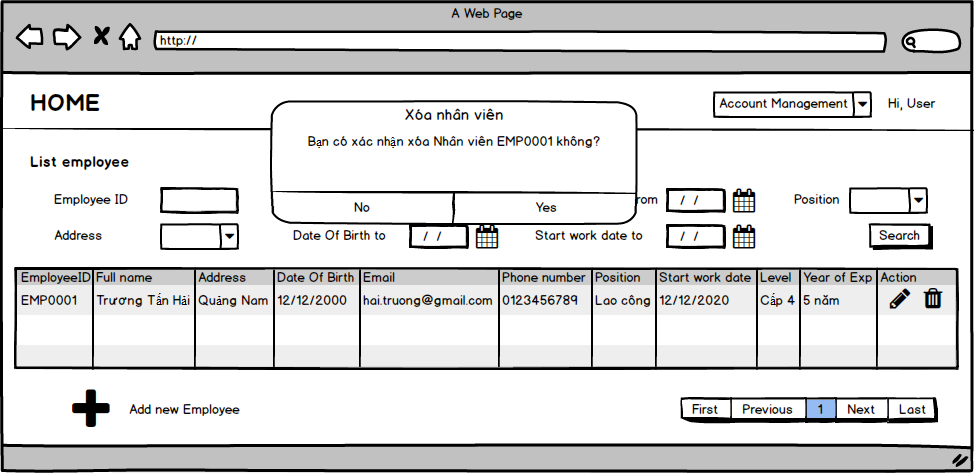 A Web Page
http://
HOME
Account Management
Hi, User
Xóa nhân viên
Bạn có xác nhận xóa Nhân viên EMP0001 không?
No
Yes
List employee
Employee ID
/ /
Position
Address
Date Of Birth to
/ /
Start work date to
/ /
Search
EmployeeID Full name Address Date Of Birth Email Phone number Position Start work date Level Year of Exp Action
EMP0001 Trương Tấn Hải Quảng Nam 12/12/2000 hai.truong@gmail.com 0123456789 Lao công 12/12/2020 Cấp 4 5 năm
Add new Employee
First Previous 1 Next Last